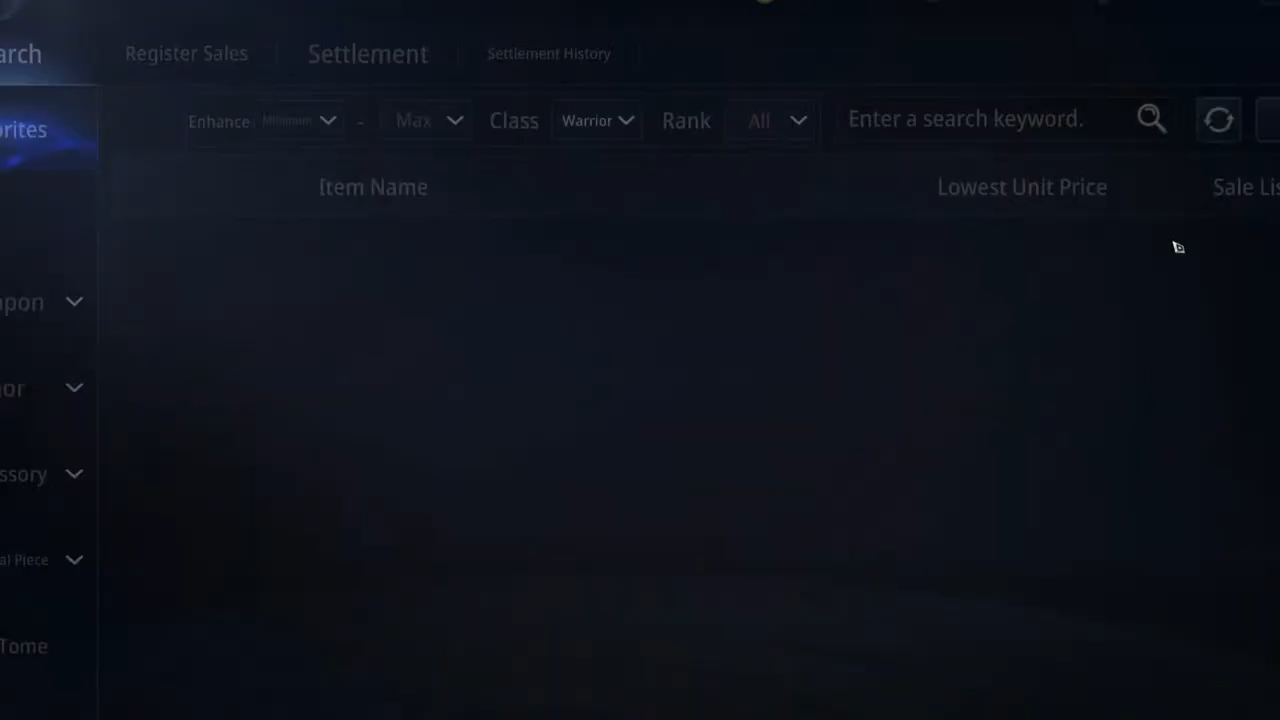 arch Register Sales Settlement Settlement History
orites Enhance Minimum - Max Class Warrior Rank All Enter a search keyword.
Item Name Lowest Unit Price Sale Lis
apon
nor
ssory
al Piece
Tome